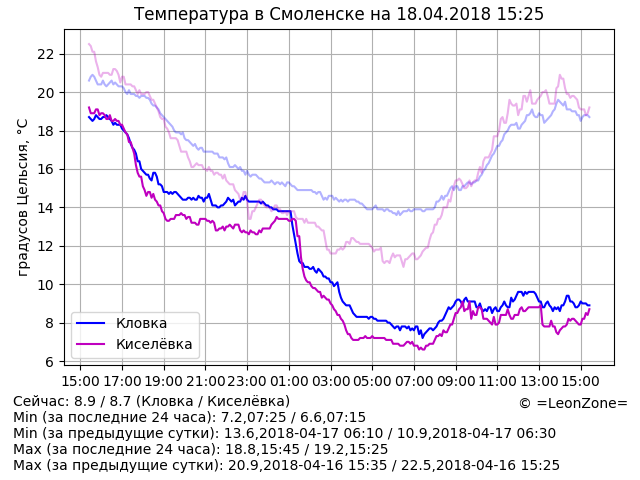 Температура в Смоленске на 18.04.2018 15:25
градусов Цельсия, °C
22
20
18
16
14
12
10
8
6
Кловка
Киселёвка
15:00 17:00 19:00 21:00 23:00 01:00 03:00 05:00 07:00 09:00 11:00 13:00 15:00
Сейчас: 8.9 / 8.7 (Кловка / Киселёвка)
© =LeonZone=
Min (за последние 24 часа): 7.2,07:25 / 6.6,07:15
Min (за предыдущие сутки): 13.6,2018-04-17 06:10 / 10.9,2018-04-17 06:30
Max (за последние 24 часа): 18.8,15:45 / 19.2,15:25
Max (за предыдущие сутки): 20.9,2018-04-16 15:35 / 22.5,2018-04-16 15:25